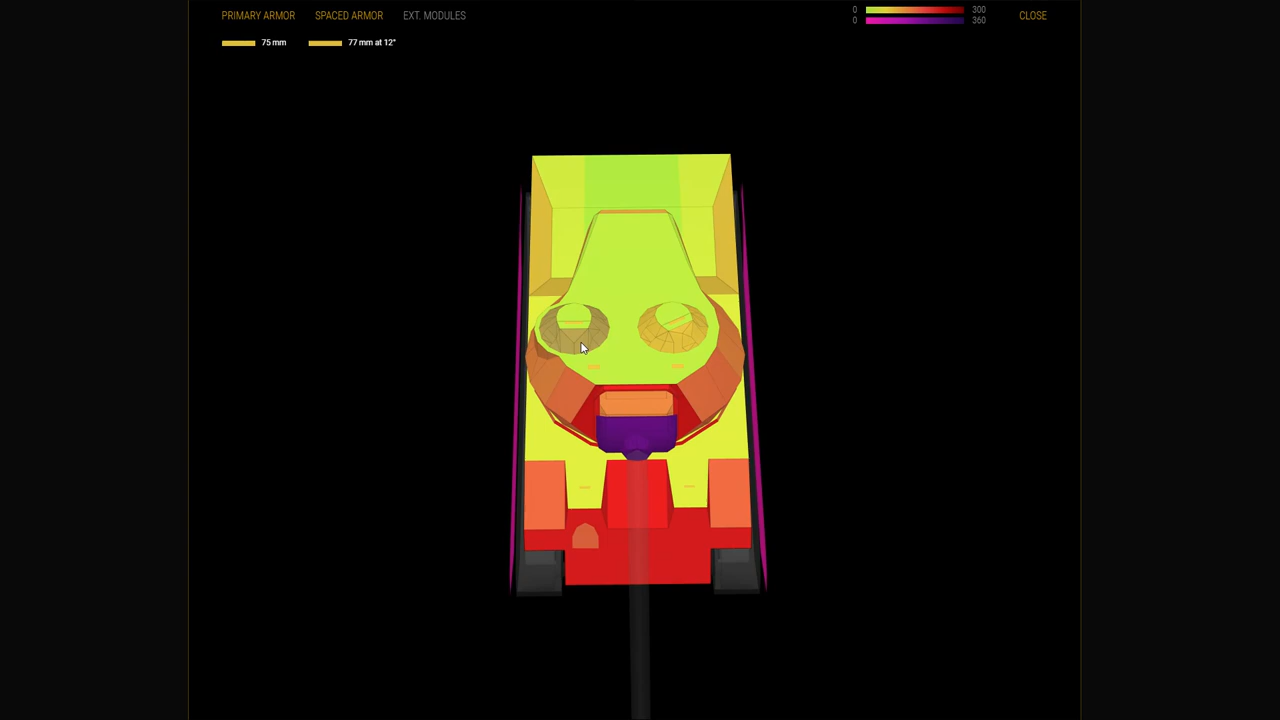 PRIMARY ARMOR SPACED ARMOR EXT. MODULES 0 300 CLOSE
0 360
75 mm 77 mm at 12°